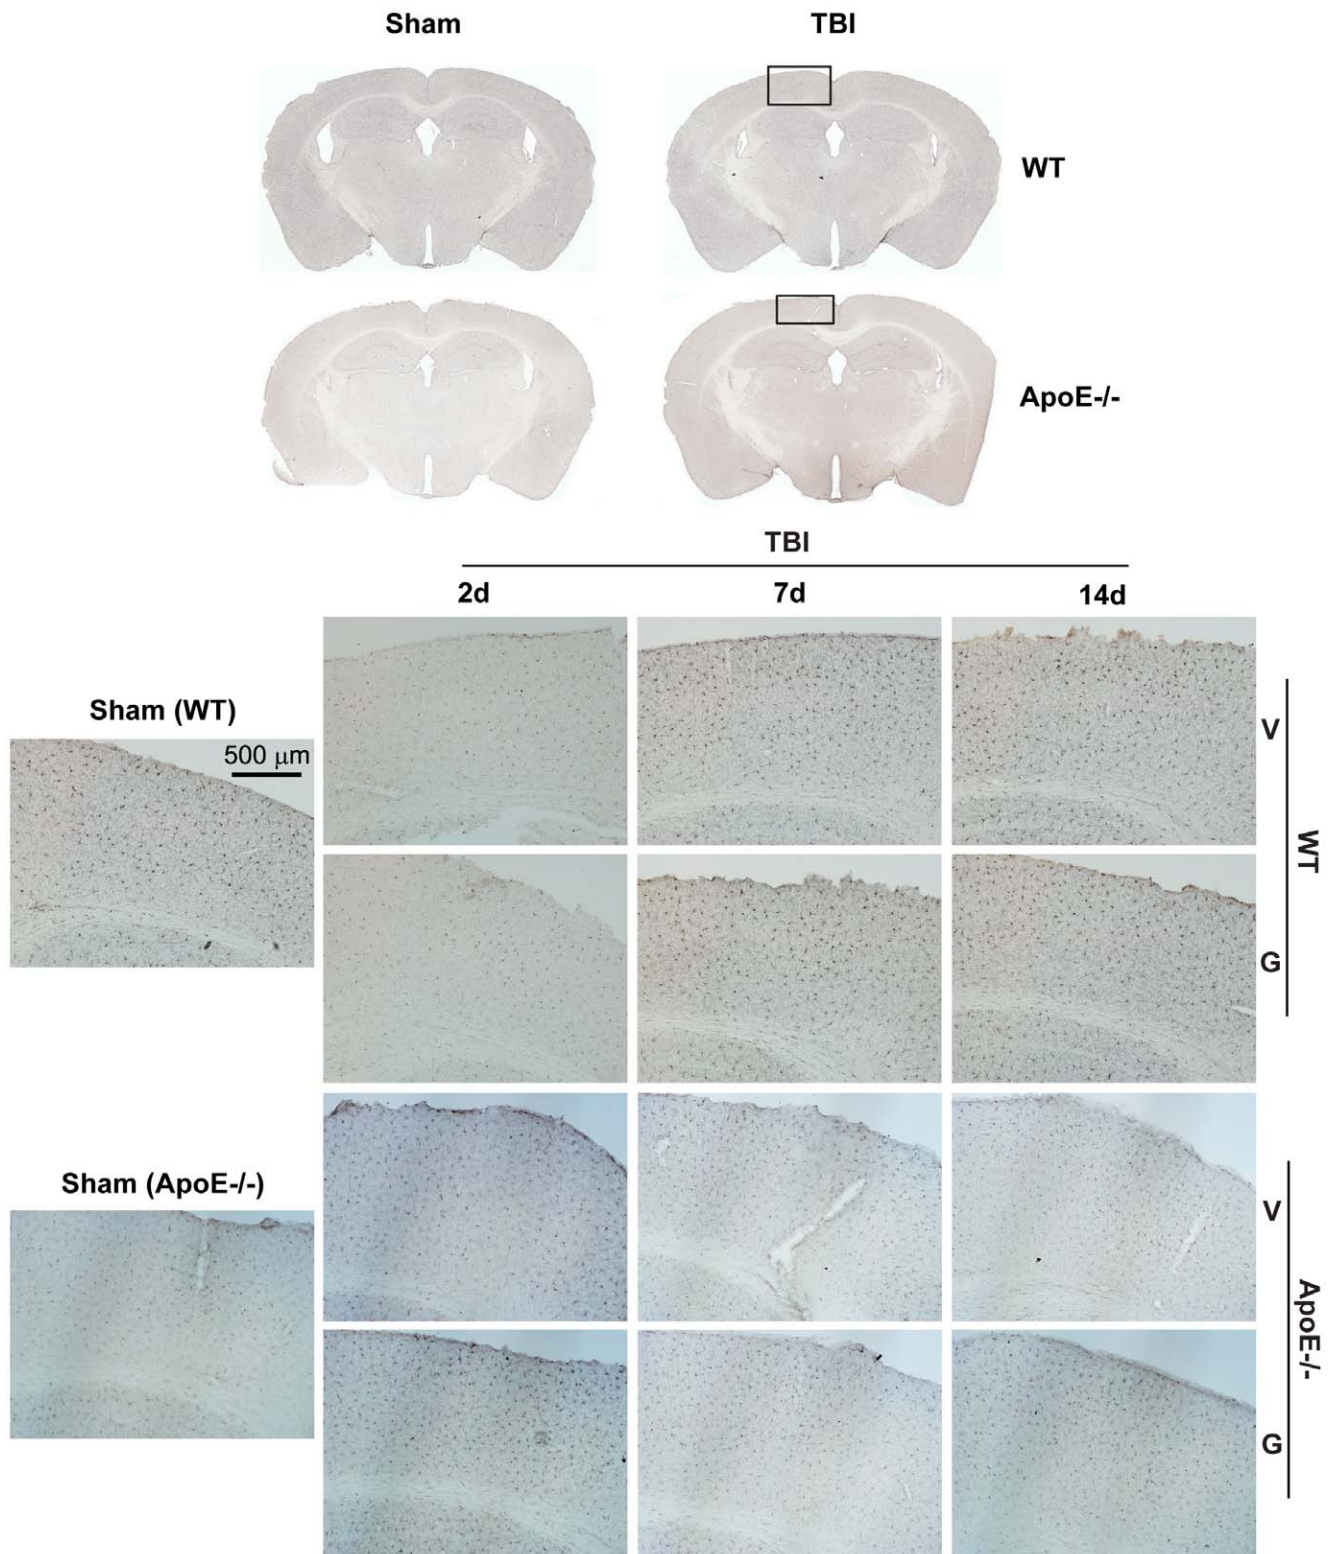 Sham
TBI
WT
ApoE-/-
TBI
2d
7d
14d
Sham (WT)
500 μm
V
WT
G
Sham (ApoE-/-)
V
ApoE-/-
G